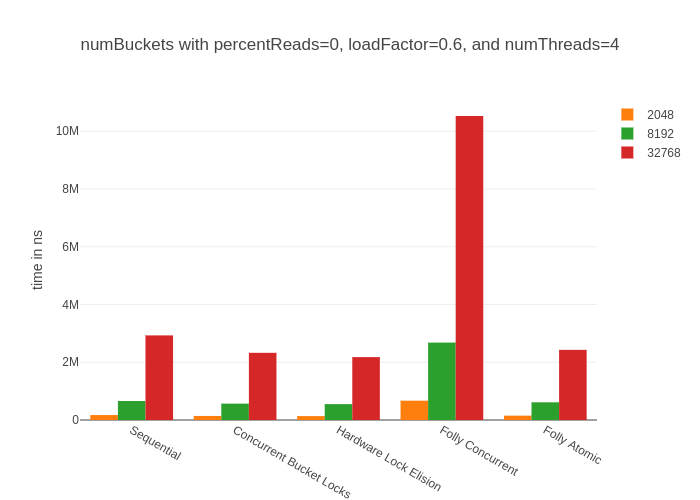 numBuckets with percentReads=0, loadFactor=0.6, and numThreads=4
2048
8192
32768
time in ns
10M
8M
6M
4M
2M
0
Sequential
Concurrent Bucket Locks
Hardware Lock Elision
Folly Concurrent
Folly Atomic